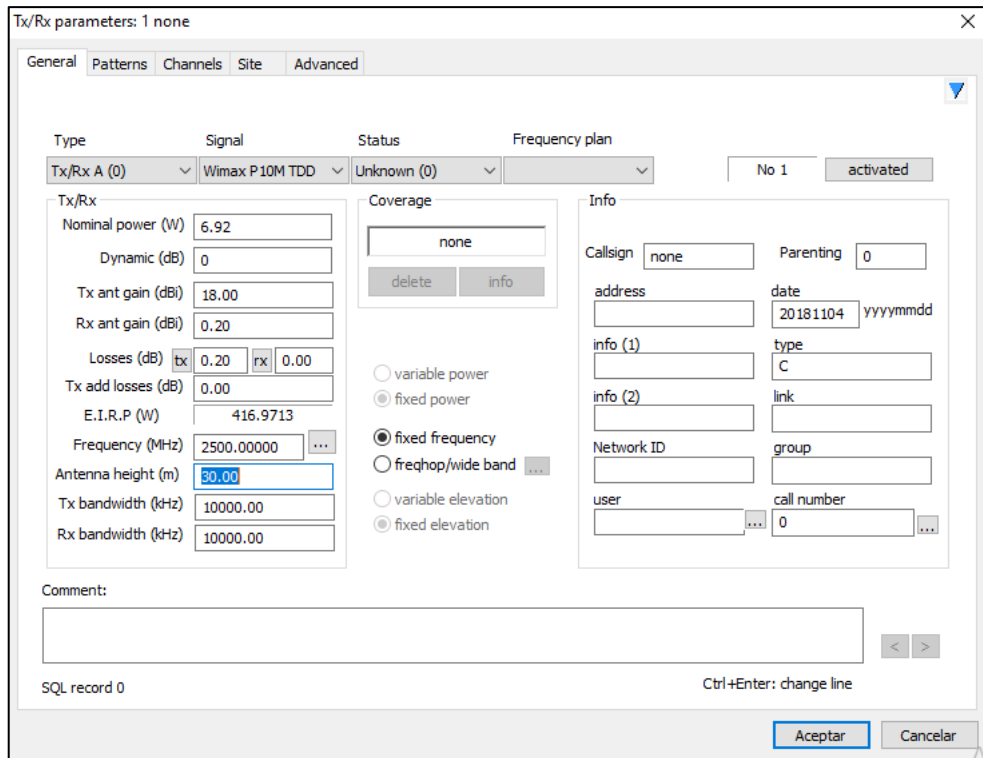 Tx/Rx parameters: 1 none
General Patterns Channels Site Advanced
Type Signal Status Frequency plan
Tx/Rx A (0) Wimax P10M TDD Unknown (0) No 1 activated
Tx/Rx Coverage Info
Nominal power (W) 6.92
none
Dynamic (dB) 0
Callsign none Parenting 0
delete info
Tx ant gain (dBi) 18.00
address date
Rx ant gain (dBi) 0.20
20181104 yyyymmdd
Losses (dB) tx 0.20 rx 0.00
info (1) type
variable power
C
Tx add losses (dB) 0.00
fixed power
info (2) link
E.I.R.P (W) 416.9713
Frequency (MHz) 2500.00000 ...
fixed frequency
Network ID group
Antenna height (m) 30.00
freqhop/wide band ...
Tx bandwidth (kHz) 10000.00
variable elevation
user call number
Rx bandwidth (kHz) 10000.00
fixed elevation
... 0 ...
Comment:
< >
SQL record 0 Ctrl+Enter: change line
Aceptar Cancelar